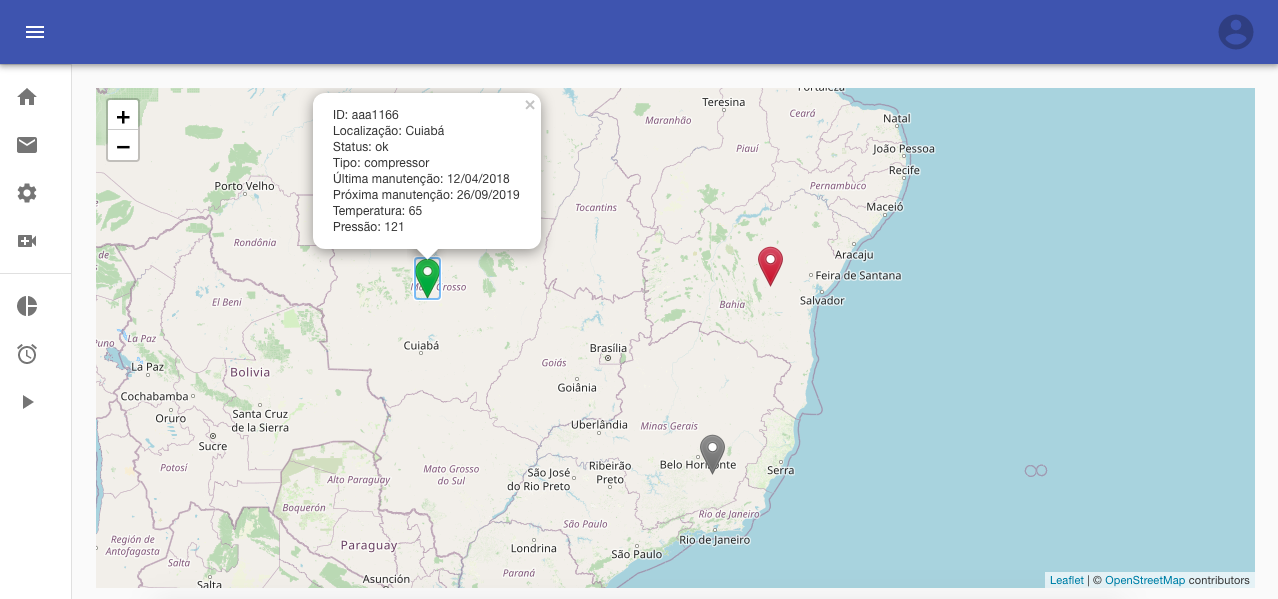 +
−
ID: aaa1166
Localização: Cuiabá
Status: ok
Tipo: compressor
Última manutenção: 12/04/2018
Próxima manutenção: 26/09/2019
Temperatura: 65
Pressão: 121
×
Fortaleza
Teresina
Maranhão
Ceará
Natal
Piauí
João Pessoa
Recife
Porto Velho
Pernambuco
Tocantins
Maceió
Rondônia
Aracaju
Feira de Santana
El Beni
Bahia
Salvador
La Paz
Cuiabá
Brasília
La Paz
Bolivia
Goiás
Goiânia
Cochabamba
Oruro
Santa Cruz
de la Sierra
Uberlândia
Minas Gerais
Sucre
Potosí
Mato Grosso
do Sul
São José
do Rio Preto
Ribeirão
Preto
Serra
Alto Paraguay
Boquerón
São Paulo
Rio de Janeiro
Región de
Antofagasta
Paraguay
Londrina
São Paulo
Rio de Janeiro
Salta
Paraná
Salta
Asunción
Leaflet | © OpenStreetMap contributors